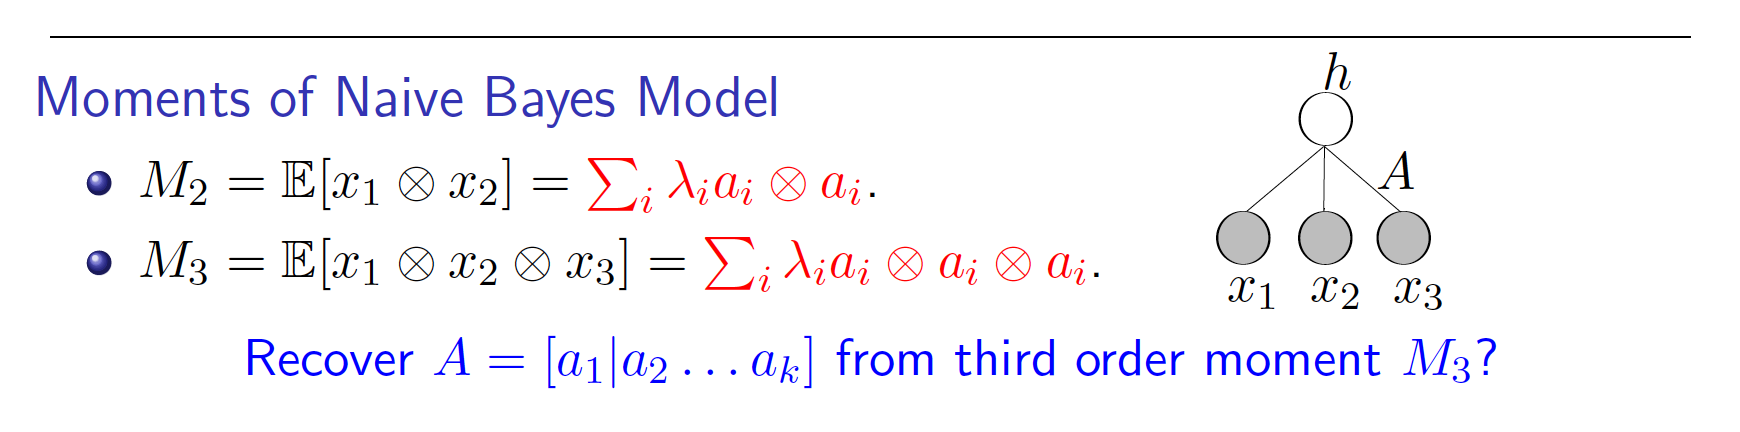 Moments of Naive Bayes Model
h
M₂ = 𝔼[x₁ ⊗ x₂] = ∑ᵢ λᵢaᵢ ⊗ aᵢ.
A
M₃ = 𝔼[x₁ ⊗ x₂ ⊗ x₃] = ∑ᵢ λᵢaᵢ ⊗ aᵢ ⊗ aᵢ.
x₁ x₂ x₃
Recover A = [a₁|a₂ … aₖ] from third order moment M₃?